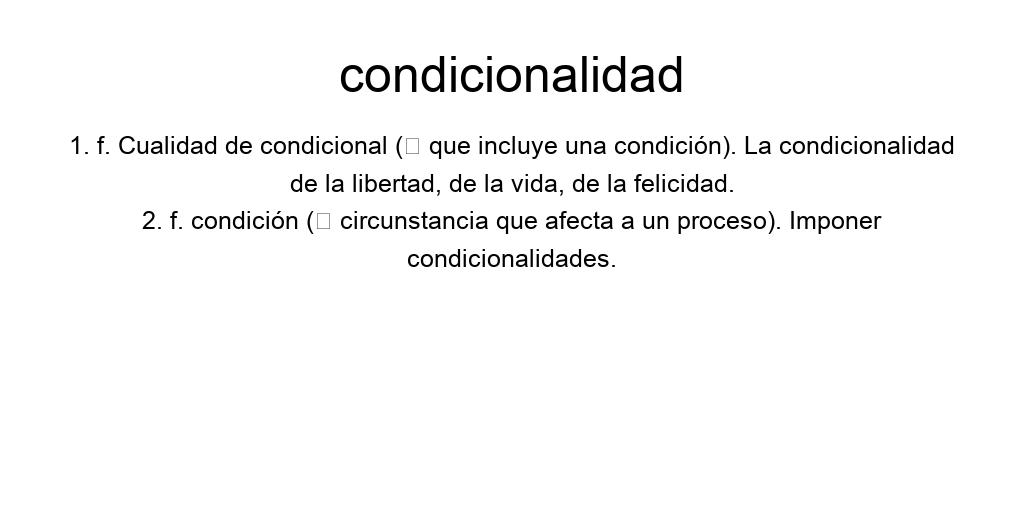 condicionalidad
1. f. Cualidad de condicional (□ que incluye una condición). La condicionalidad
de la libertad, de la vida, de la felicidad.
2. f. condición (□ circunstancia que afecta a un proceso). Imponer
condicionalidades.